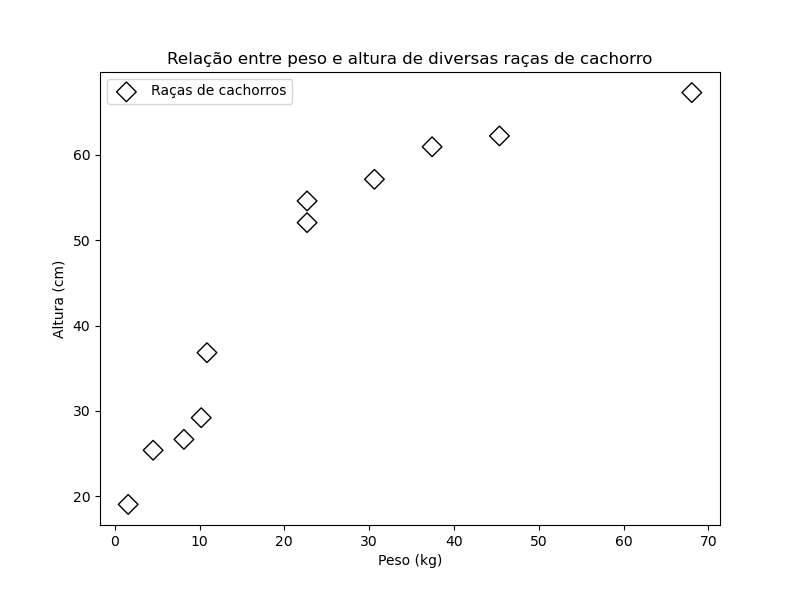 Relação entre peso e altura de diversas raças de cachorro
Raças de cachorros
60
50
40
30
20
Altura (cm)
0 10 20 30 40 50 60 70
Peso (kg)